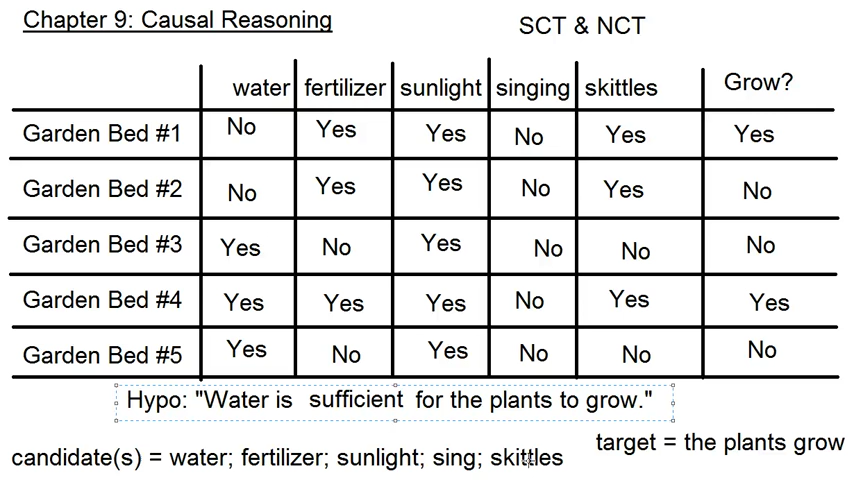 Chapter 9: Causal Reasoning
SCT & NCT
water fertilizer sunlight singing skittles Grow?
Garden Bed #1 No Yes Yes No Yes Yes
Garden Bed #2 No Yes Yes No Yes No
Garden Bed #3 Yes No Yes No No No
Garden Bed #4 Yes Yes Yes No Yes Yes
Garden Bed #5 Yes No Yes No No No
Hypo: "Water is sufficient for the plants to grow."
target = the plants grow
candidate(s) = water; fertilizer; sunlight; sing; skittles